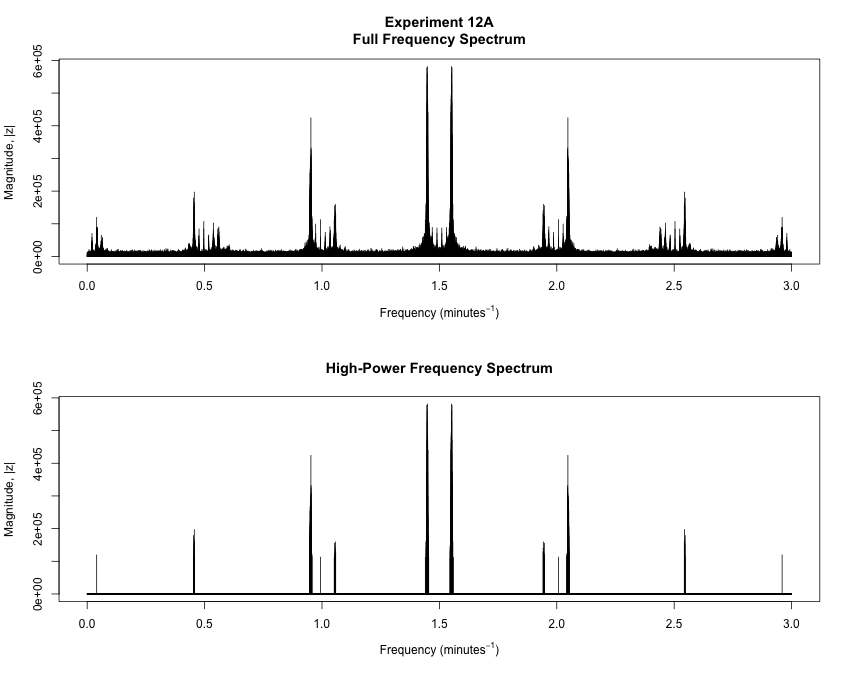 Experiment 12A
Full Frequency Spectrum
Magnitude, |z|
6e+05
4e+05
2e+05
0e+00
0.0 0.5 1.0 1.5 2.0 2.5 3.0
Frequency (minutes⁻¹)
High-Power Frequency Spectrum
Magnitude, |z|
6e+05
4e+05
2e+05
0e+00
0.0 0.5 1.0 1.5 2.0 2.5 3.0
Frequency (minutes⁻¹)